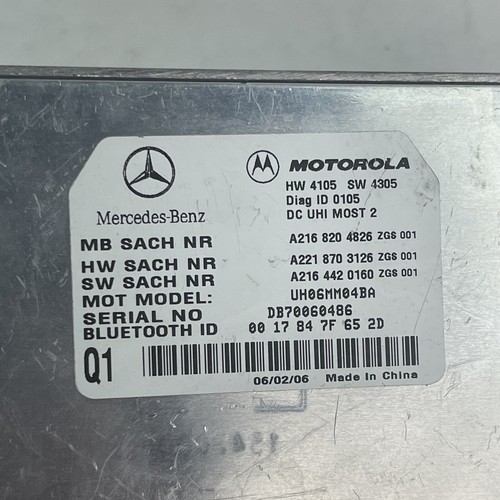 MOTOROLA
HW 4105 SW 4305
Diag ID 0105
DC UHI MOST 2
Mercedes-Benz
MB SACH NR A216 820 4826 ZGS 001
HW SACH NR A221 870 3126 ZGS 001
SW SACH NR A216 442 0160 ZGS 001
MOT MODEL: UH06MM04BA
SERIAL NO DB70060486
BLUETOOTH ID 00 17 84 7F 65 2D
Q1
06/02/06 Made In China